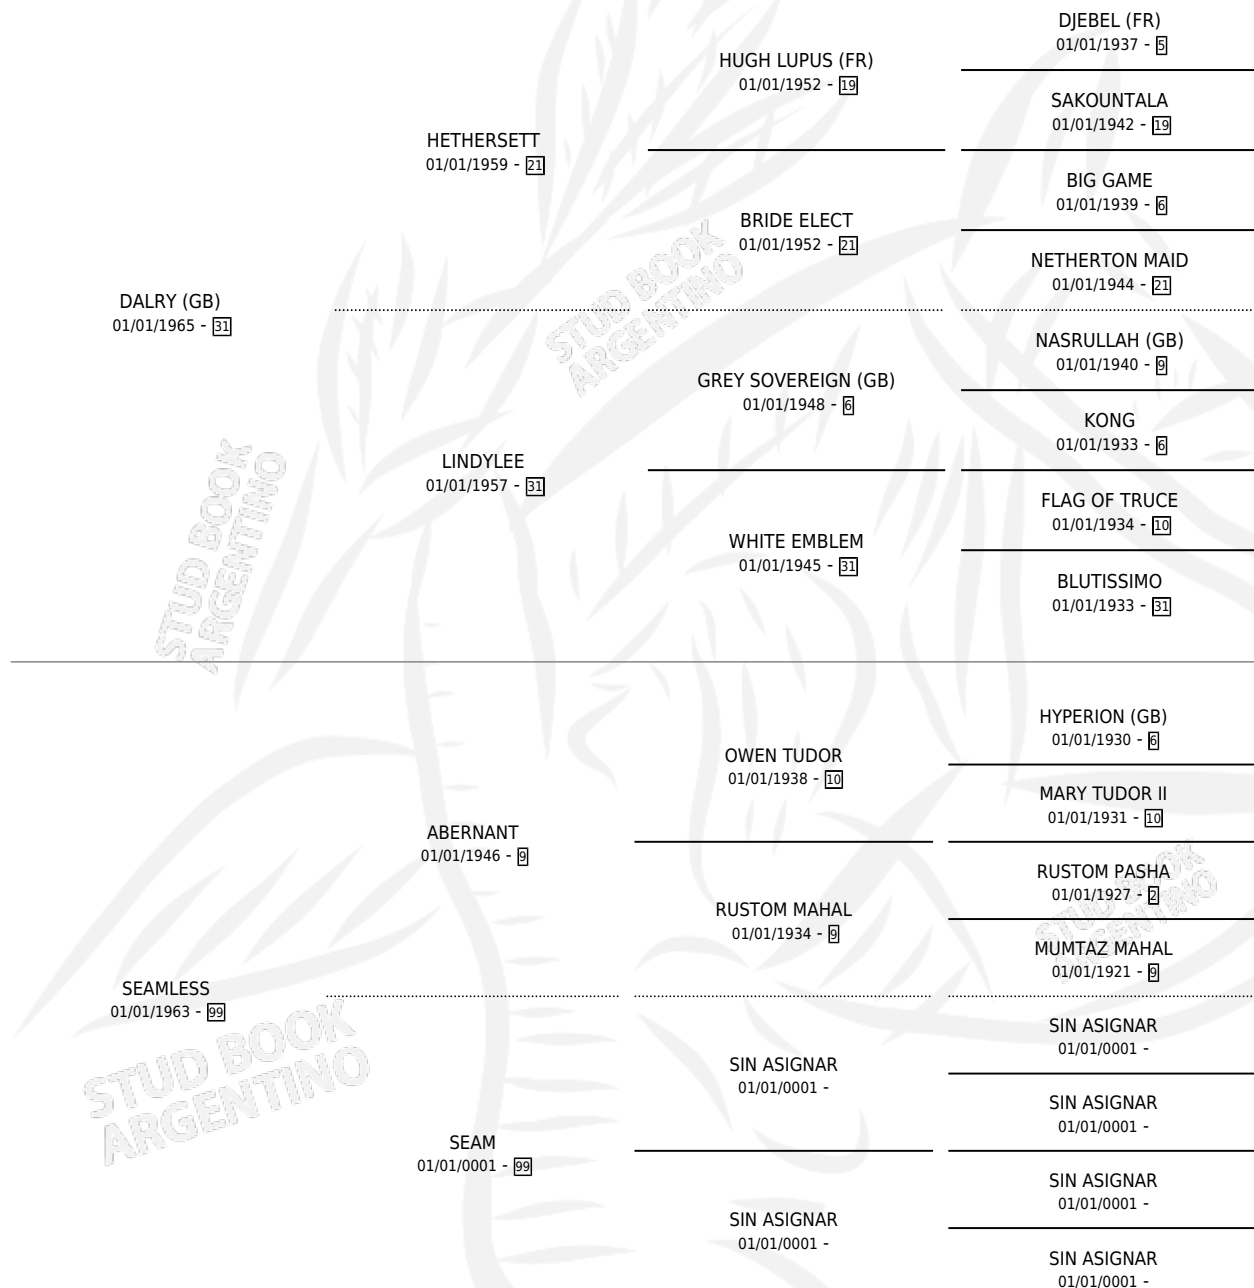 DJEBEL (FR)
01/01/1937 - 5
HUGH LUPUS (FR)
01/01/1952 - 19
SAKOUNTALA
01/01/1942 - 19
HETHERSETT
01/01/1959 - 21
BIG GAME
01/01/1939 - 6
BRIDE ELECT
01/01/1952 - 21
NETHERTON MAID
01/01/1944 - 21
DALRY (GB)
01/01/1965 - 31
NASRULLAH (GB)
01/01/1940 - 9
GREY SOVEREIGN (GB)
01/01/1948 - 6
KONG
01/01/1933 - 6
LINDYLEE
01/01/1957 - 31
FLAG OF TRUCE
01/01/1934 - 10
WHITE EMBLEM
01/01/1945 - 31
BLUTISSIMO
01/01/1933 - 31
HYPERION (GB)
01/01/1930 - 6
OWEN TUDOR
01/01/1938 - 10
MARY TUDOR II
01/01/1931 - 10
ABERNANT
01/01/1946 - 9
RUSTOM PASHA
01/01/1927 - 2
RUSTOM MAHAL
01/01/1934 - 9
MUMTAZ MAHAL
01/01/1921 - 9
SEAMLESS
01/01/1963 - 99
SIN ASIGNAR
01/01/0001 -
SIN ASIGNAR
01/01/0001 -
SIN ASIGNAR
01/01/0001 -
SEAM
01/01/0001 - 99
SIN ASIGNAR
01/01/0001 -
SIN ASIGNAR
01/01/0001 -
SIN ASIGNAR
01/01/0001 -
STUD BOOK
ARGENTINO
STUD BOOK
ARGENTINO
STUD BOOK
ARGENTINO
STUD BOOK
ARGENTINO